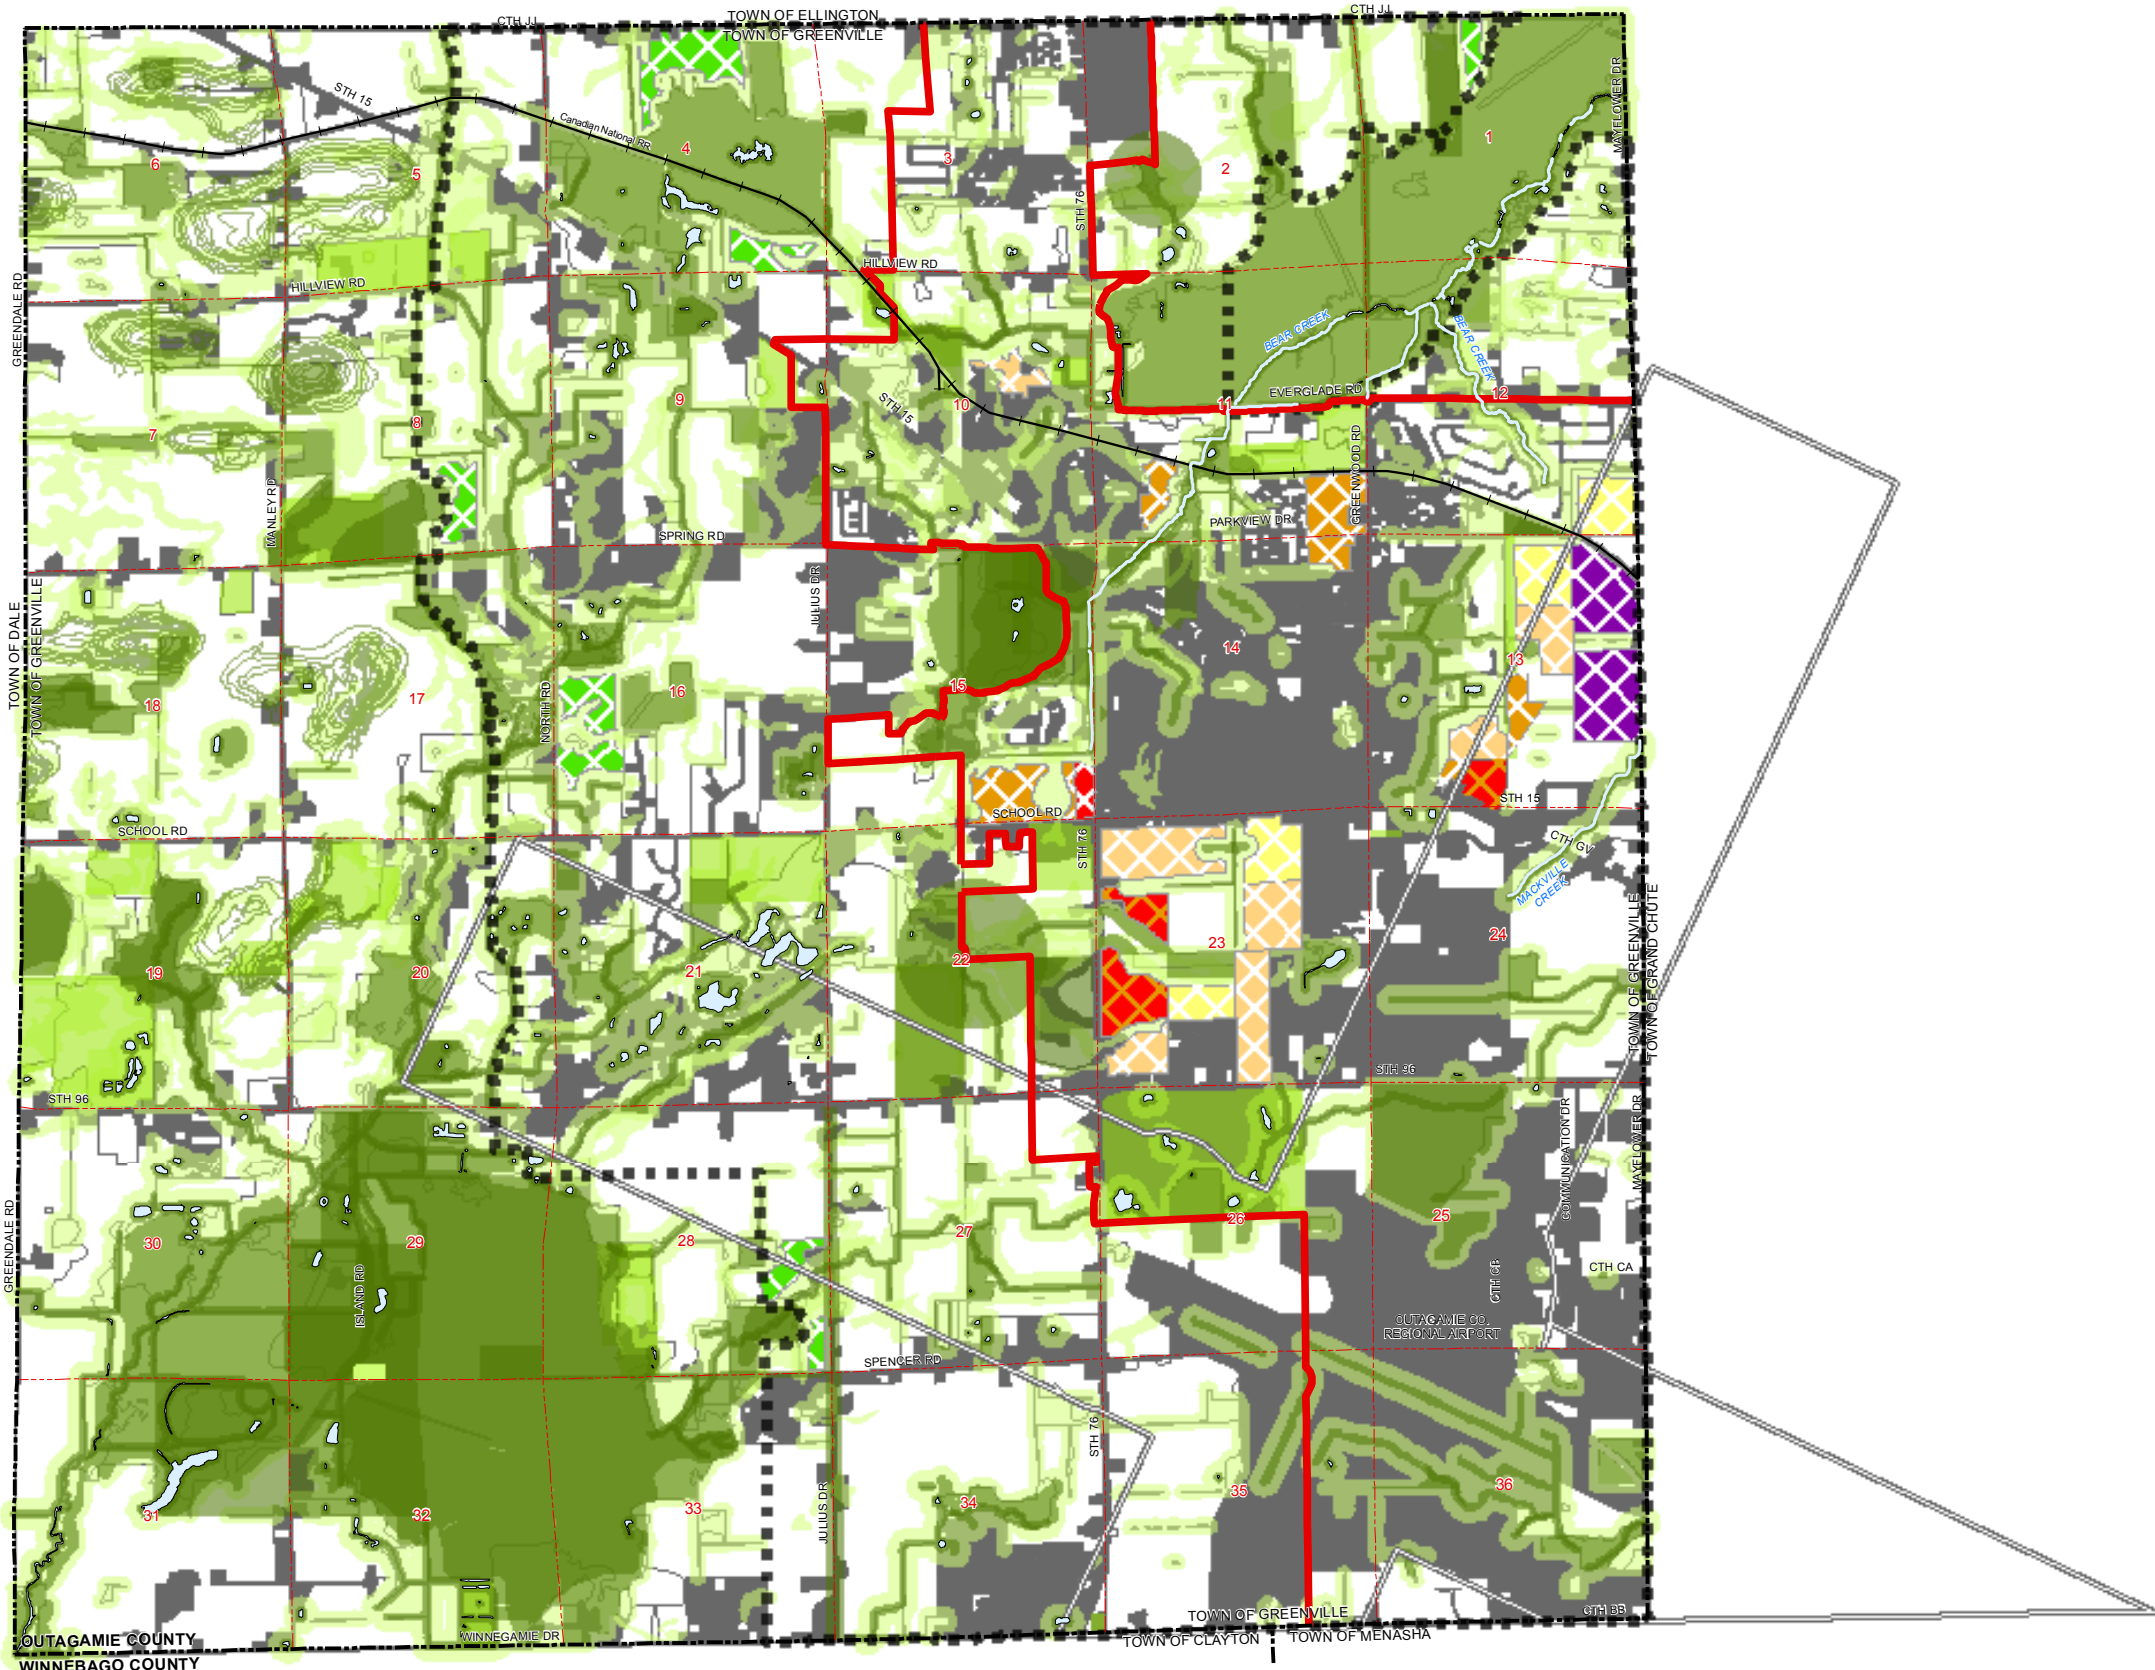 CTH JJ
TOWN OF ELLINGTON
TOWN OF GREENVILLE
CTH JJ
STH 15
Canadian National RR
MAYFLOWER DR
6
5
4
3
2
1
STH 76
HILLVIEW RD
HILLVIEW RD
GREENDALE RD
BEAR CREEK
BEAR CREEK
EVERGLADE RD
7
8
9
STH 15
10
11
12
MANLEY RD
SPRING RD
PARKVIEW DR
GREENWOOD RD
TOWN OF DALE
TOWN OF GREENVILLE
JULIUS DR
NORTH RD
18
17
16
15
14
13
SCHOOL RD
SCHOOL RD
STH 76
STH 15
CTH GV
MACKVILLE
CREEK
TOWN OF GREENVILLE
TOWN OF GRAND CHUTE
19
20
21
22
23
24
STH 96
STH 96
COMMUNICATION DR
MAYFLOWER DR
GREENDALE RD
30
29
28
27
26
25
ISLAND RD
CTH CB
CTH CA
OUTAGAMIE CO.
REGIONAL AIRPORT
SPENCER RD
STH 76
JULIUS DR
31
32
33
34
35
36
WINNEGAMIE DR
TOWN OF GREENVILLE
CTH BB
TOWN OF CLAYTON
TOWN OF MENASHA
OUTAGAMIE COUNTY
WINNEBAGO COUNTY